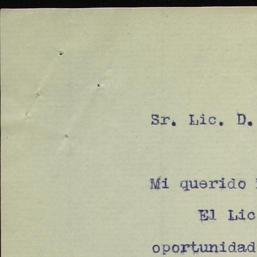 Sr. Lic. D.
Mi querido
El Lic
oportunidad